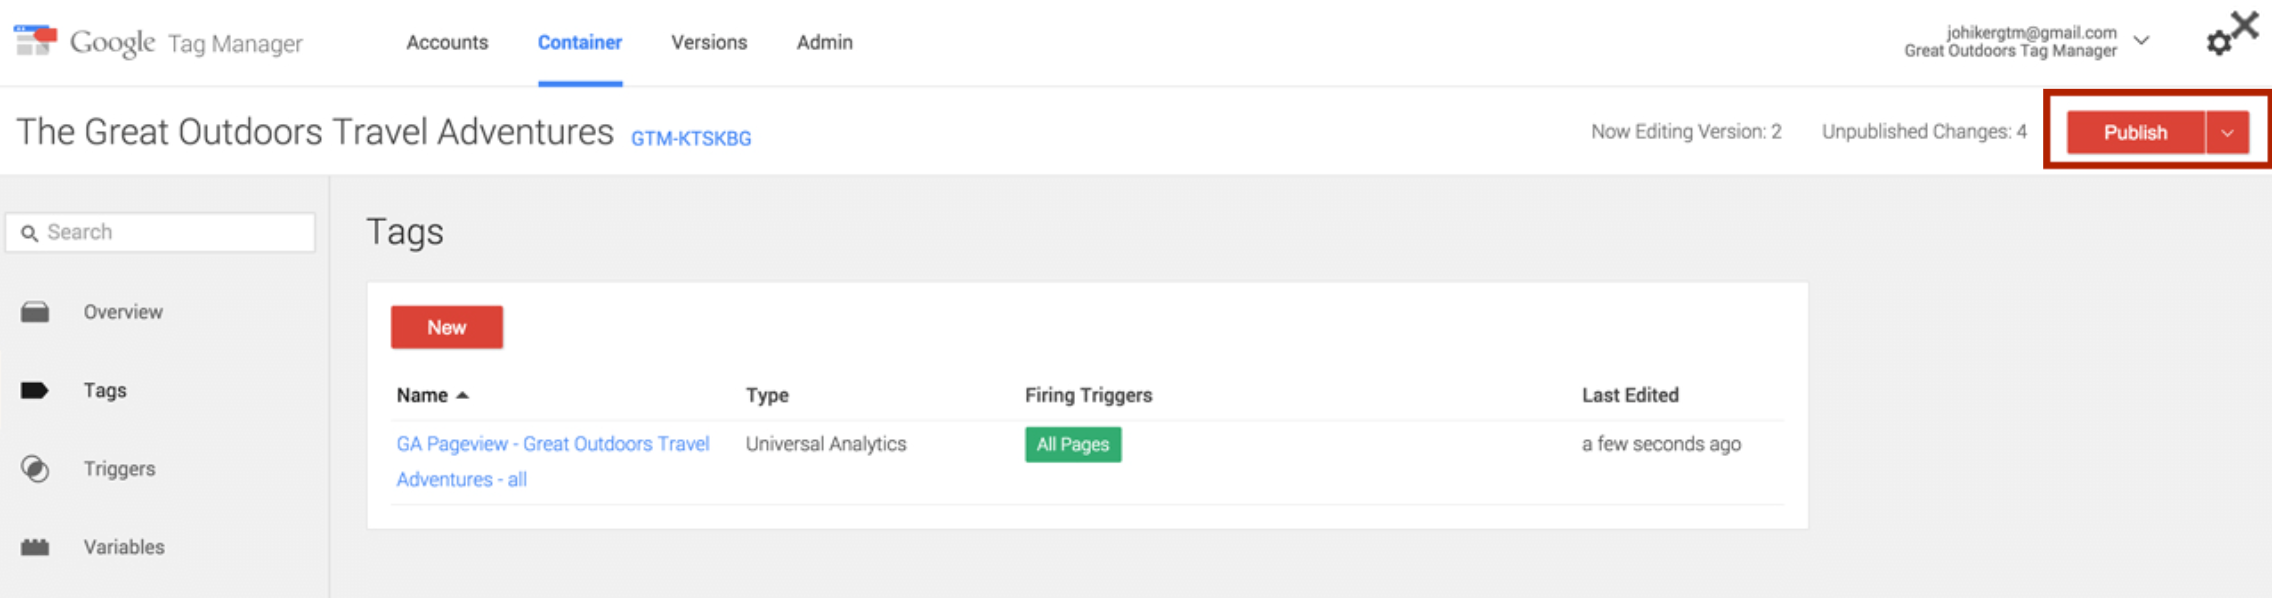 Google Tag Manager
Accounts
Container
Versions
Admin
johikergtm@gmail.com
Great Outdoors Tag Manager
The Great Outdoors Travel Adventures GTM-KTSKBG
Now Editing Version: 2
Unpublished Changes: 4
Publish
Search
Overview
Tags
Triggers
Variables
Tags
New
Name
Type
Firing Triggers
Last Edited
GA Pageview - Great Outdoors Travel
Adventures - all
Universal Analytics
All Pages
a few seconds ago